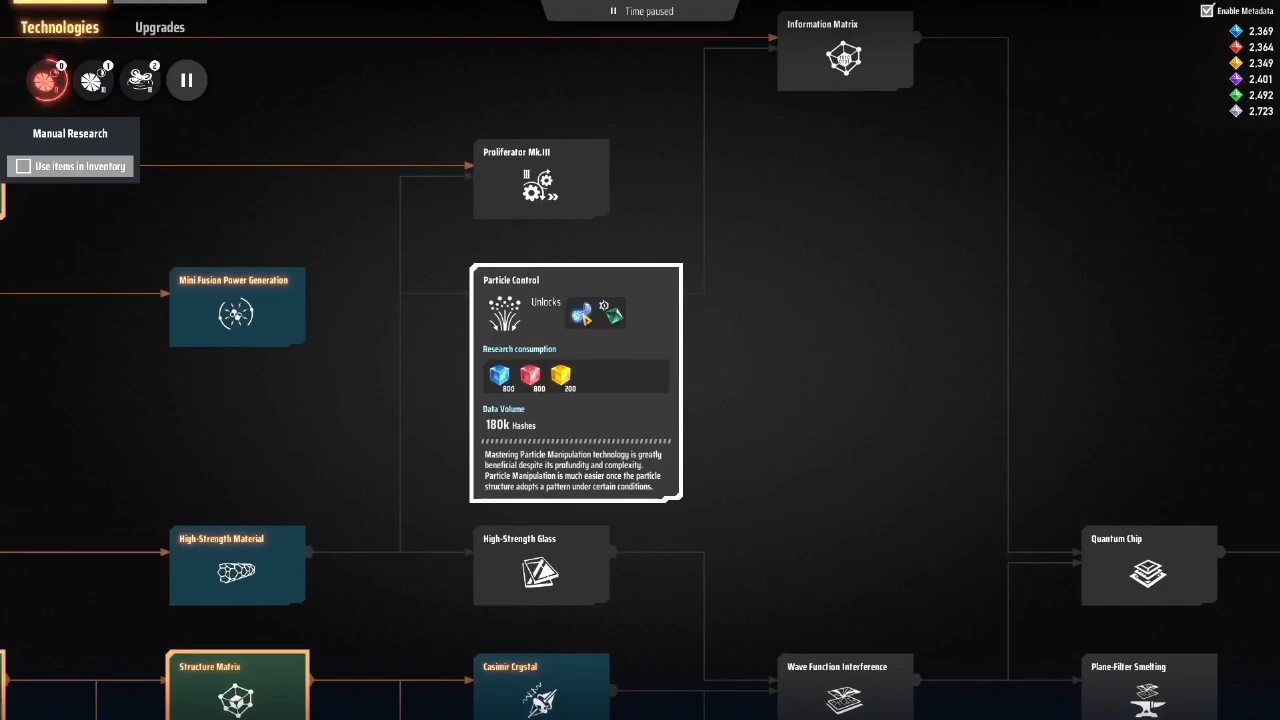 Technologies
Upgrades
Time paused
Enable Metadata
2,369
2,364
2,349
2,401
2,492
2,723
0
1
2
Manual Research
Use items in Inventory
Information Matrix
Proliferator Mk.III
III
Mini Fusion Power Generation
Particle Control
Unlocks
Research consumption
800
800
200
Data Volume
180k Hashes
Mastering Particle Manipulation technology is greatly
beneficial despite its profundity and complexity.
Particle Manipulation is much easier once the particle
structure adopts a pattern under certain conditions.
High-Strength Material
High-Strength Glass
Quantum Chip
Structure Matrix
Casimir Crystal
Wave Function Interference
Plane-Filter Smelting